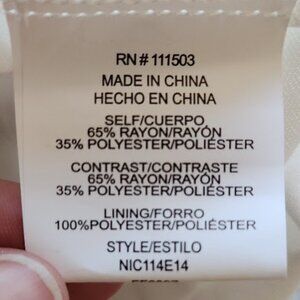 RN # 111503
MADE IN CHINA
HECHO EN CHINA
SELF/CUERPO
65% RAYON/RAYÓN
35% POLYESTER/POLIÉSTER
CONTRAST/CONTRASTE
65% RAYON/RAYÓN
35% POLYESTER/POLIÉSTER
LINING/FORRO
100%POLYESTER/POLIÉSTER
STYLE/ESTILO
NIC114E14